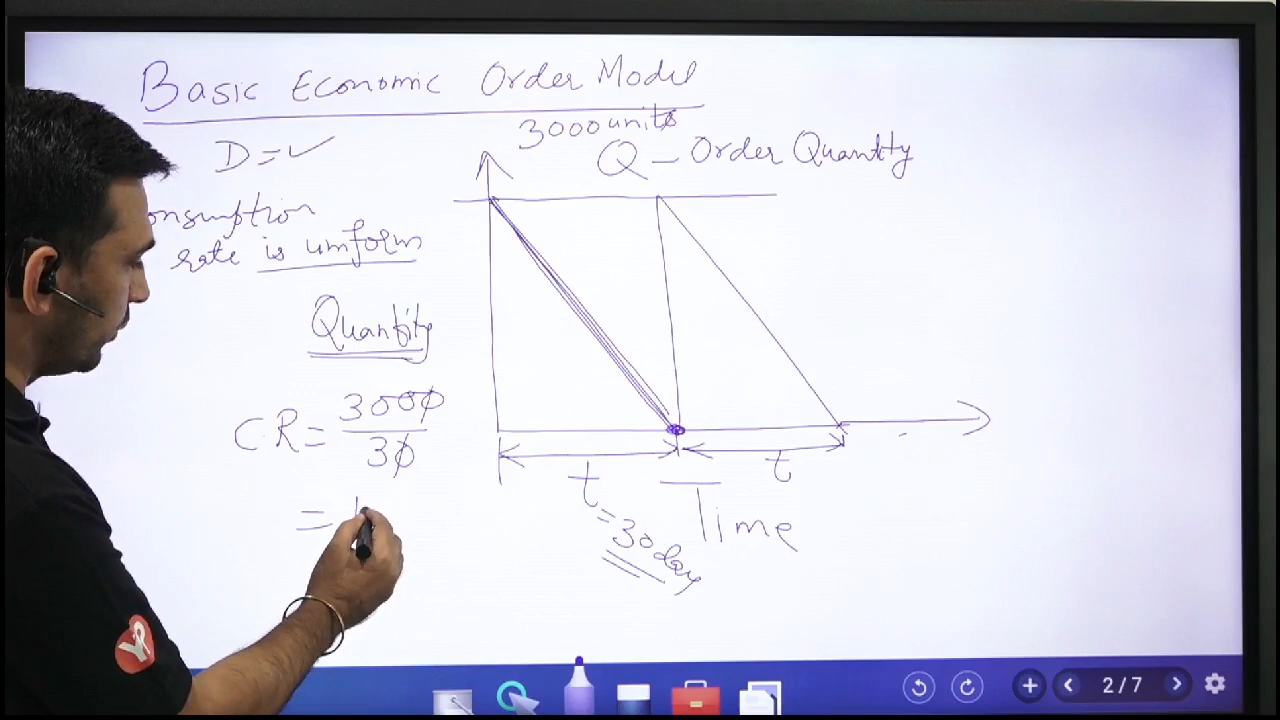 Basic Economic Order Model
3000 units
D = ✓
Q - Order Quantity
onsumption
rate is uniform
Quantity
C.R = 3000
30
= 1
t
t
= 30 day
Time
2/7